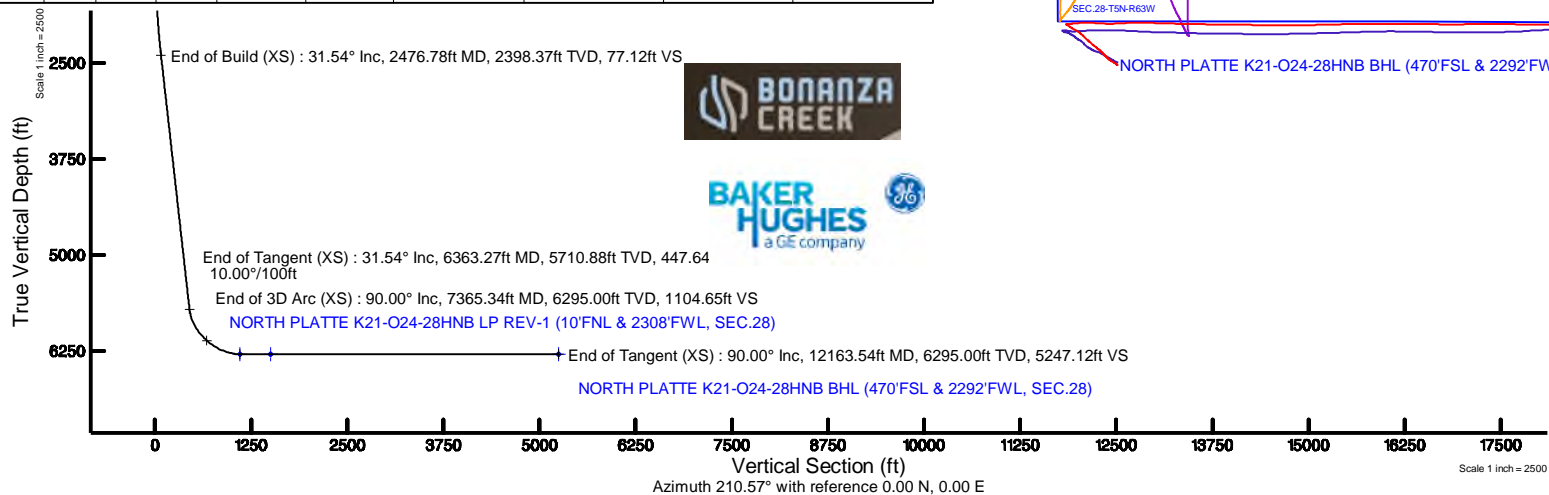 SEC.28-T5N-R63W
NORTH PLATTE K21-O24-28HNB BHL (470'FSL & 2292'FW
Scale 1 inch = 2500
True Vertical Depth (ft)
2500
3750
5000
6250
End of Build (XS) : 31.54° Inc, 2476.78ft MD, 2398.37ft TVD, 77.12ft VS
BONANZA
CREEK
BAKER
HUGHES
a GE company
GE
End of Tangent (XS) : 31.54° Inc, 6363.27ft MD, 5710.88ft TVD, 447.64
10.00°/100ft
End of 3D Arc (XS) : 90.00° Inc, 7365.34ft MD, 6295.00ft TVD, 1104.65ft VS
NORTH PLATTE K21-O24-28HNB LP REV-1 (10'FNL & 2308'FWL, SEC.28)
End of Tangent (XS) : 90.00° Inc, 12163.54ft MD, 6295.00ft TVD, 5247.12ft VS
NORTH PLATTE K21-O24-28HNB BHL (470'FSL & 2292'FWL, SEC.28)
0 1250 2500 3750 5000 6250 7500 8750 10000 11250 12500 13750 15000 16250 17500
Vertical Section (ft)
Scale 1 inch = 2500
Azimuth 210.57° with reference 0.00 N, 0.00 E